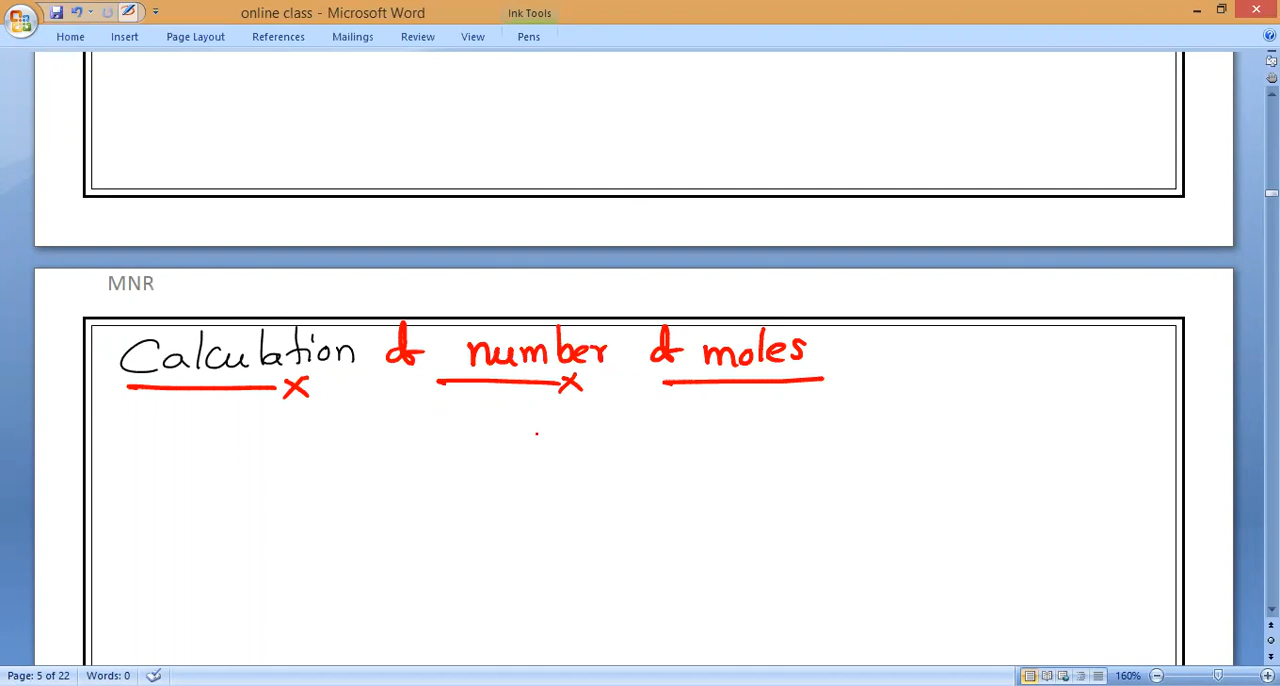 online class - Microsoft Word
Ink Tools
Home Insert Page Layout References Mailings Review View Pens
MNR
Calculation of number of moles
Page: 5 of 22 Words: 0 160%